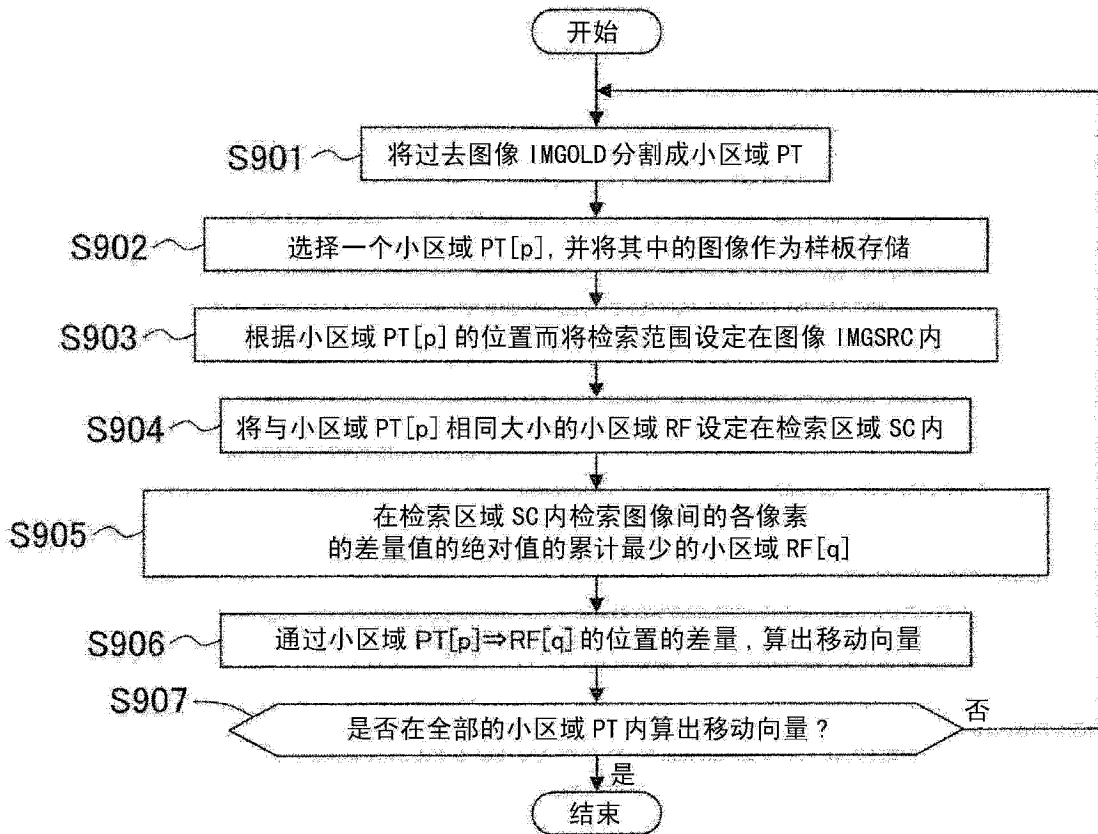 开始
S901
将过去图像 IMGOLD 分割成小区域 PT
S902
选择一个小区域 PT[p], 并将其中的图像作为样板存储
S903
根据小区域 PT[p] 的位置而将检索范围设定在图像 IMGSRC 内
S904
将与小区域 PT[p] 相同大小的小区域 RF 设定在检索区域 SC 内
S905
在检索区域 SC 内检索图像间的各像素
的差量值的绝对值的累计最少的小区域 RF[q]
S906
通过小区域 PT[p]⇒RF[q] 的位置的差量, 算出移动向量
S907
是否在全部的小区域 PT 内算出移动向量?
否
是
结束